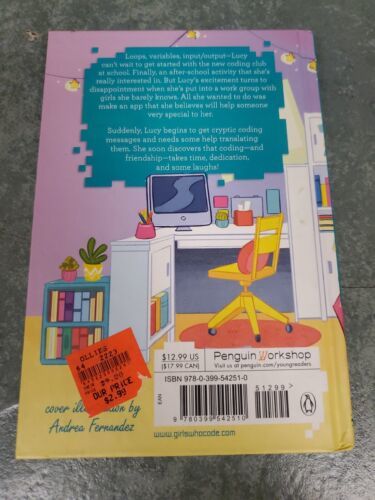 Loops, variables, input/output—Lucy
can't wait to get started with the new coding club
at school. Finally, an after-school activity that she's
really interested in. But Lucy's excitement turns to
disappointment when she's put into a work group with
girls she barely knows. All she wanted to do was
make an app that she believes will help someone
very special to her.
Suddenly, Lucy begins to get cryptic coding
messages and needs some help translating
them. She soon discovers that coding—and
friendship—takes time, dedication,
and some laughs!
OLLIES
$9.00
OUR PRICE
$2.99
cover
by
Andrea Fernandez
$12.99 US
($17.99 CAN)
Penguin Workshop
Visit us at penguin.com/youngreaders
ISBN 978-0-399-54251-0
51299
EAN
9 780399 542510
www.girlswhocode.com